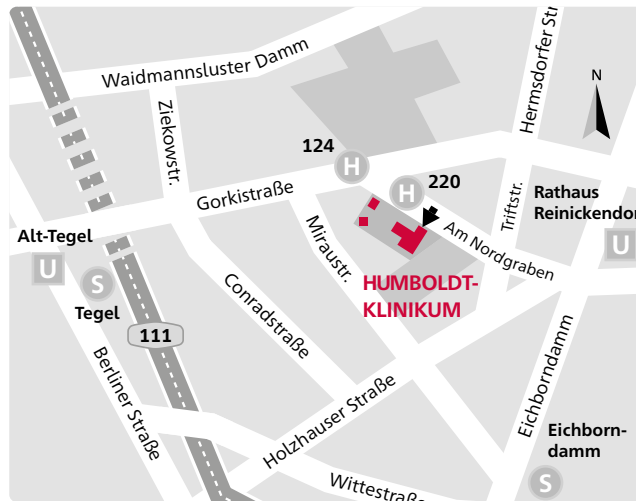 Waidmannsluster Damm
Hermsdorfer Str
N
Ziekowstr.
124
H
H
220
Gorkistraße
Rathaus
Reinickendor
Triftstr.
Alt-Tegel
U
S
Tegel
Miraustr.
Am Nordgraben
U
HUMBOLDT-
KLINIKUM
Conradstraße
111
Berliner Straße
Holzhauser Straße
Eichborndamm
Eichborn-
damm
S
Wittestraße